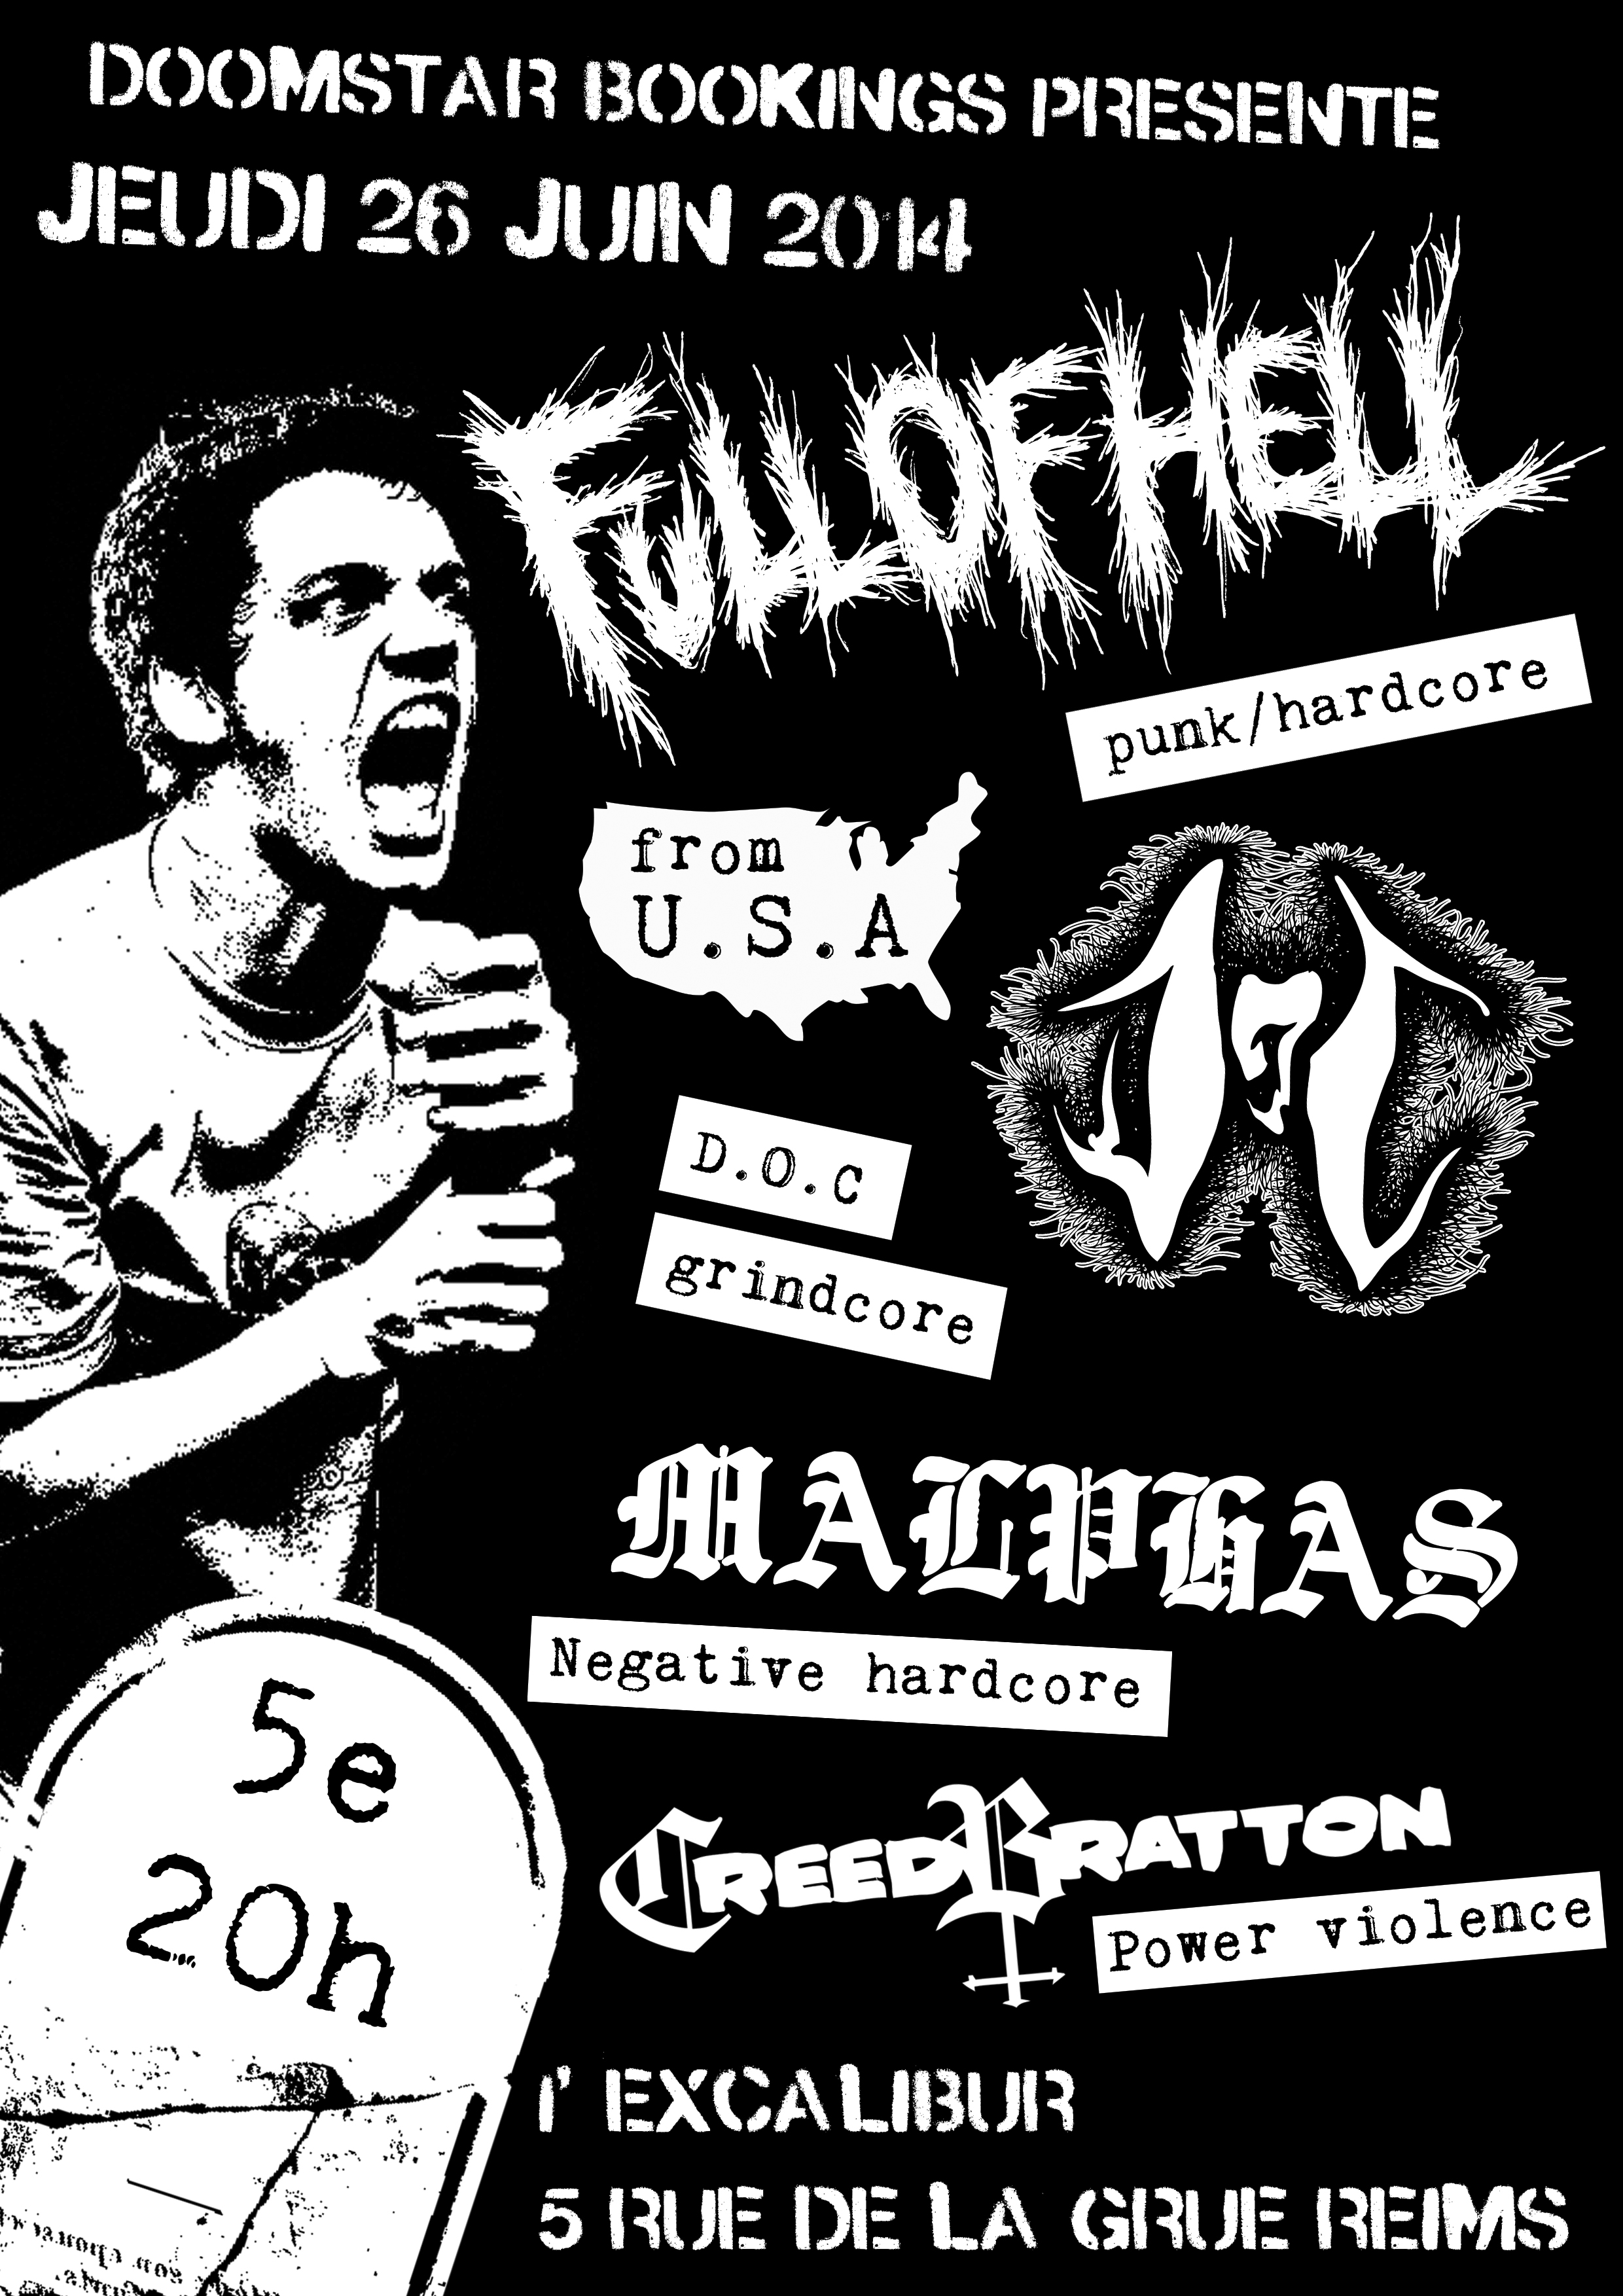 DOOMSTAR BOOKINGS PRESENTE
JEUDI 26 JUIN 2014
FULL OF HELL
punk/hardcore
from
U.S.A
D.O.C
grindcore
MALPHAS
Negative hardcore
CREED BRATTON
Power violence
5e
20h
l' EXCALIBUR
5 RUE DE LA GRUE REIMS